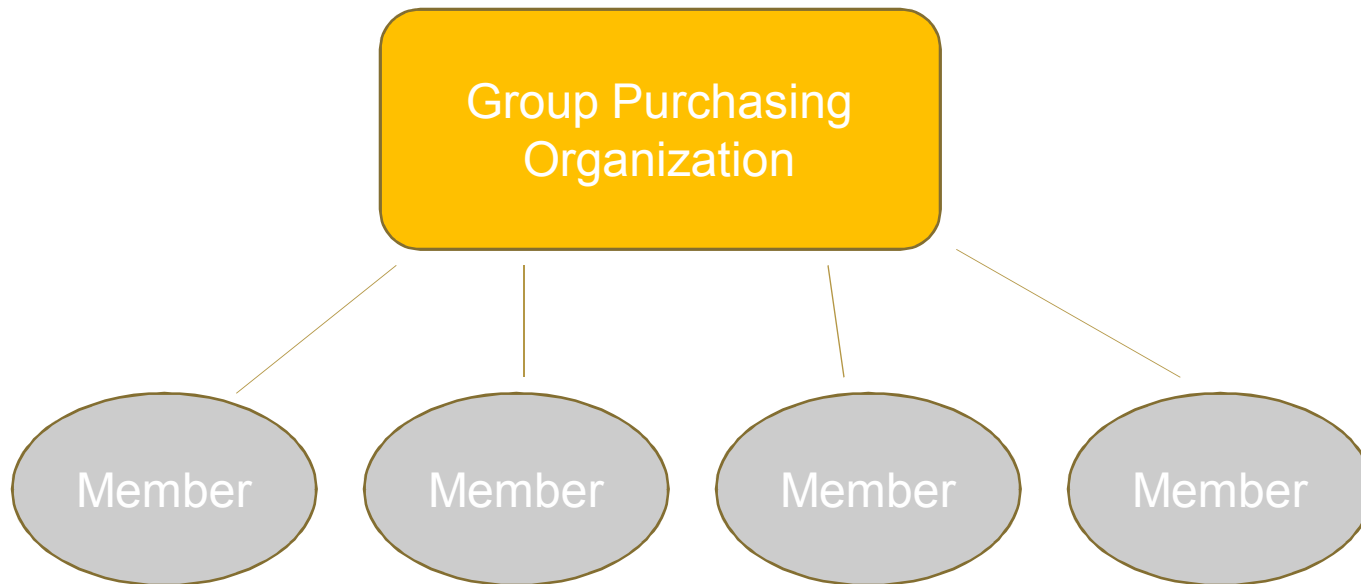 Group Purchasing
Organization
Member
Member
Member
Member